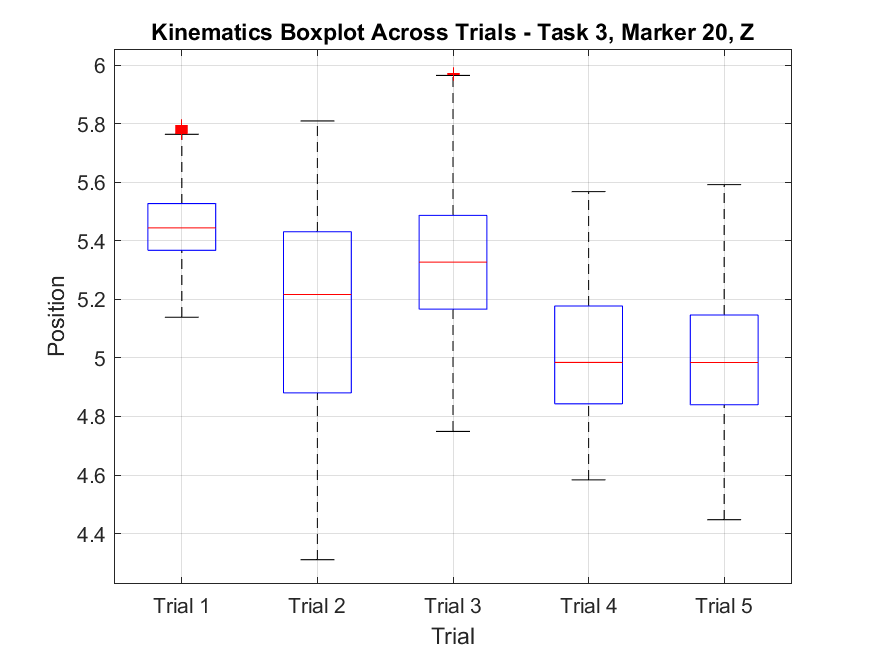 Kinematics Boxplot Across Trials - Task 3, Marker 20, Z
6
5.8
5.6
5.4
5.2
5
4.8
4.6
4.4
Position
Trial 1 Trial 2 Trial 3 Trial 4 Trial 5
Trial